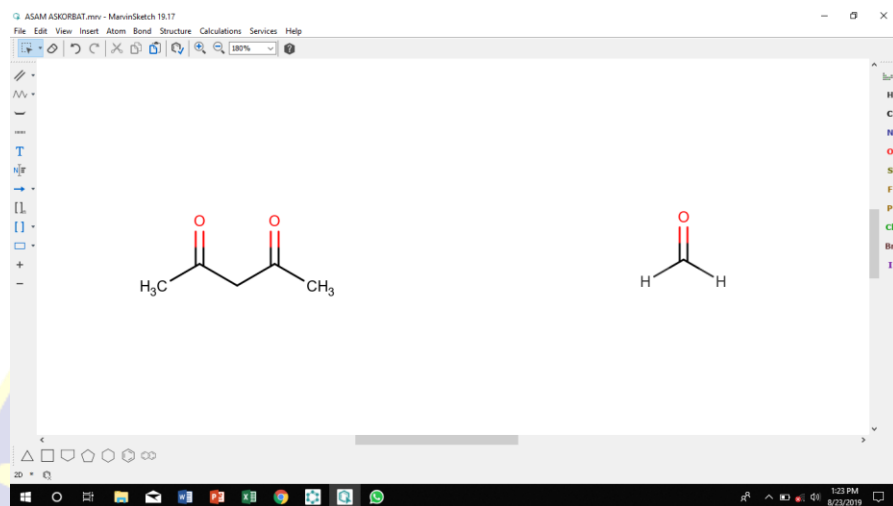 ASAM ASKORBAT.mrv - MarvinSketch 19.17
File Edit View Insert Atom Bond Structure Calculations Services Help
180%
T
H
C
N
O
S
F
P
Cl
Br
I
O O
H3C CH3
O
H H
2D
1:23 PM
8/23/2019